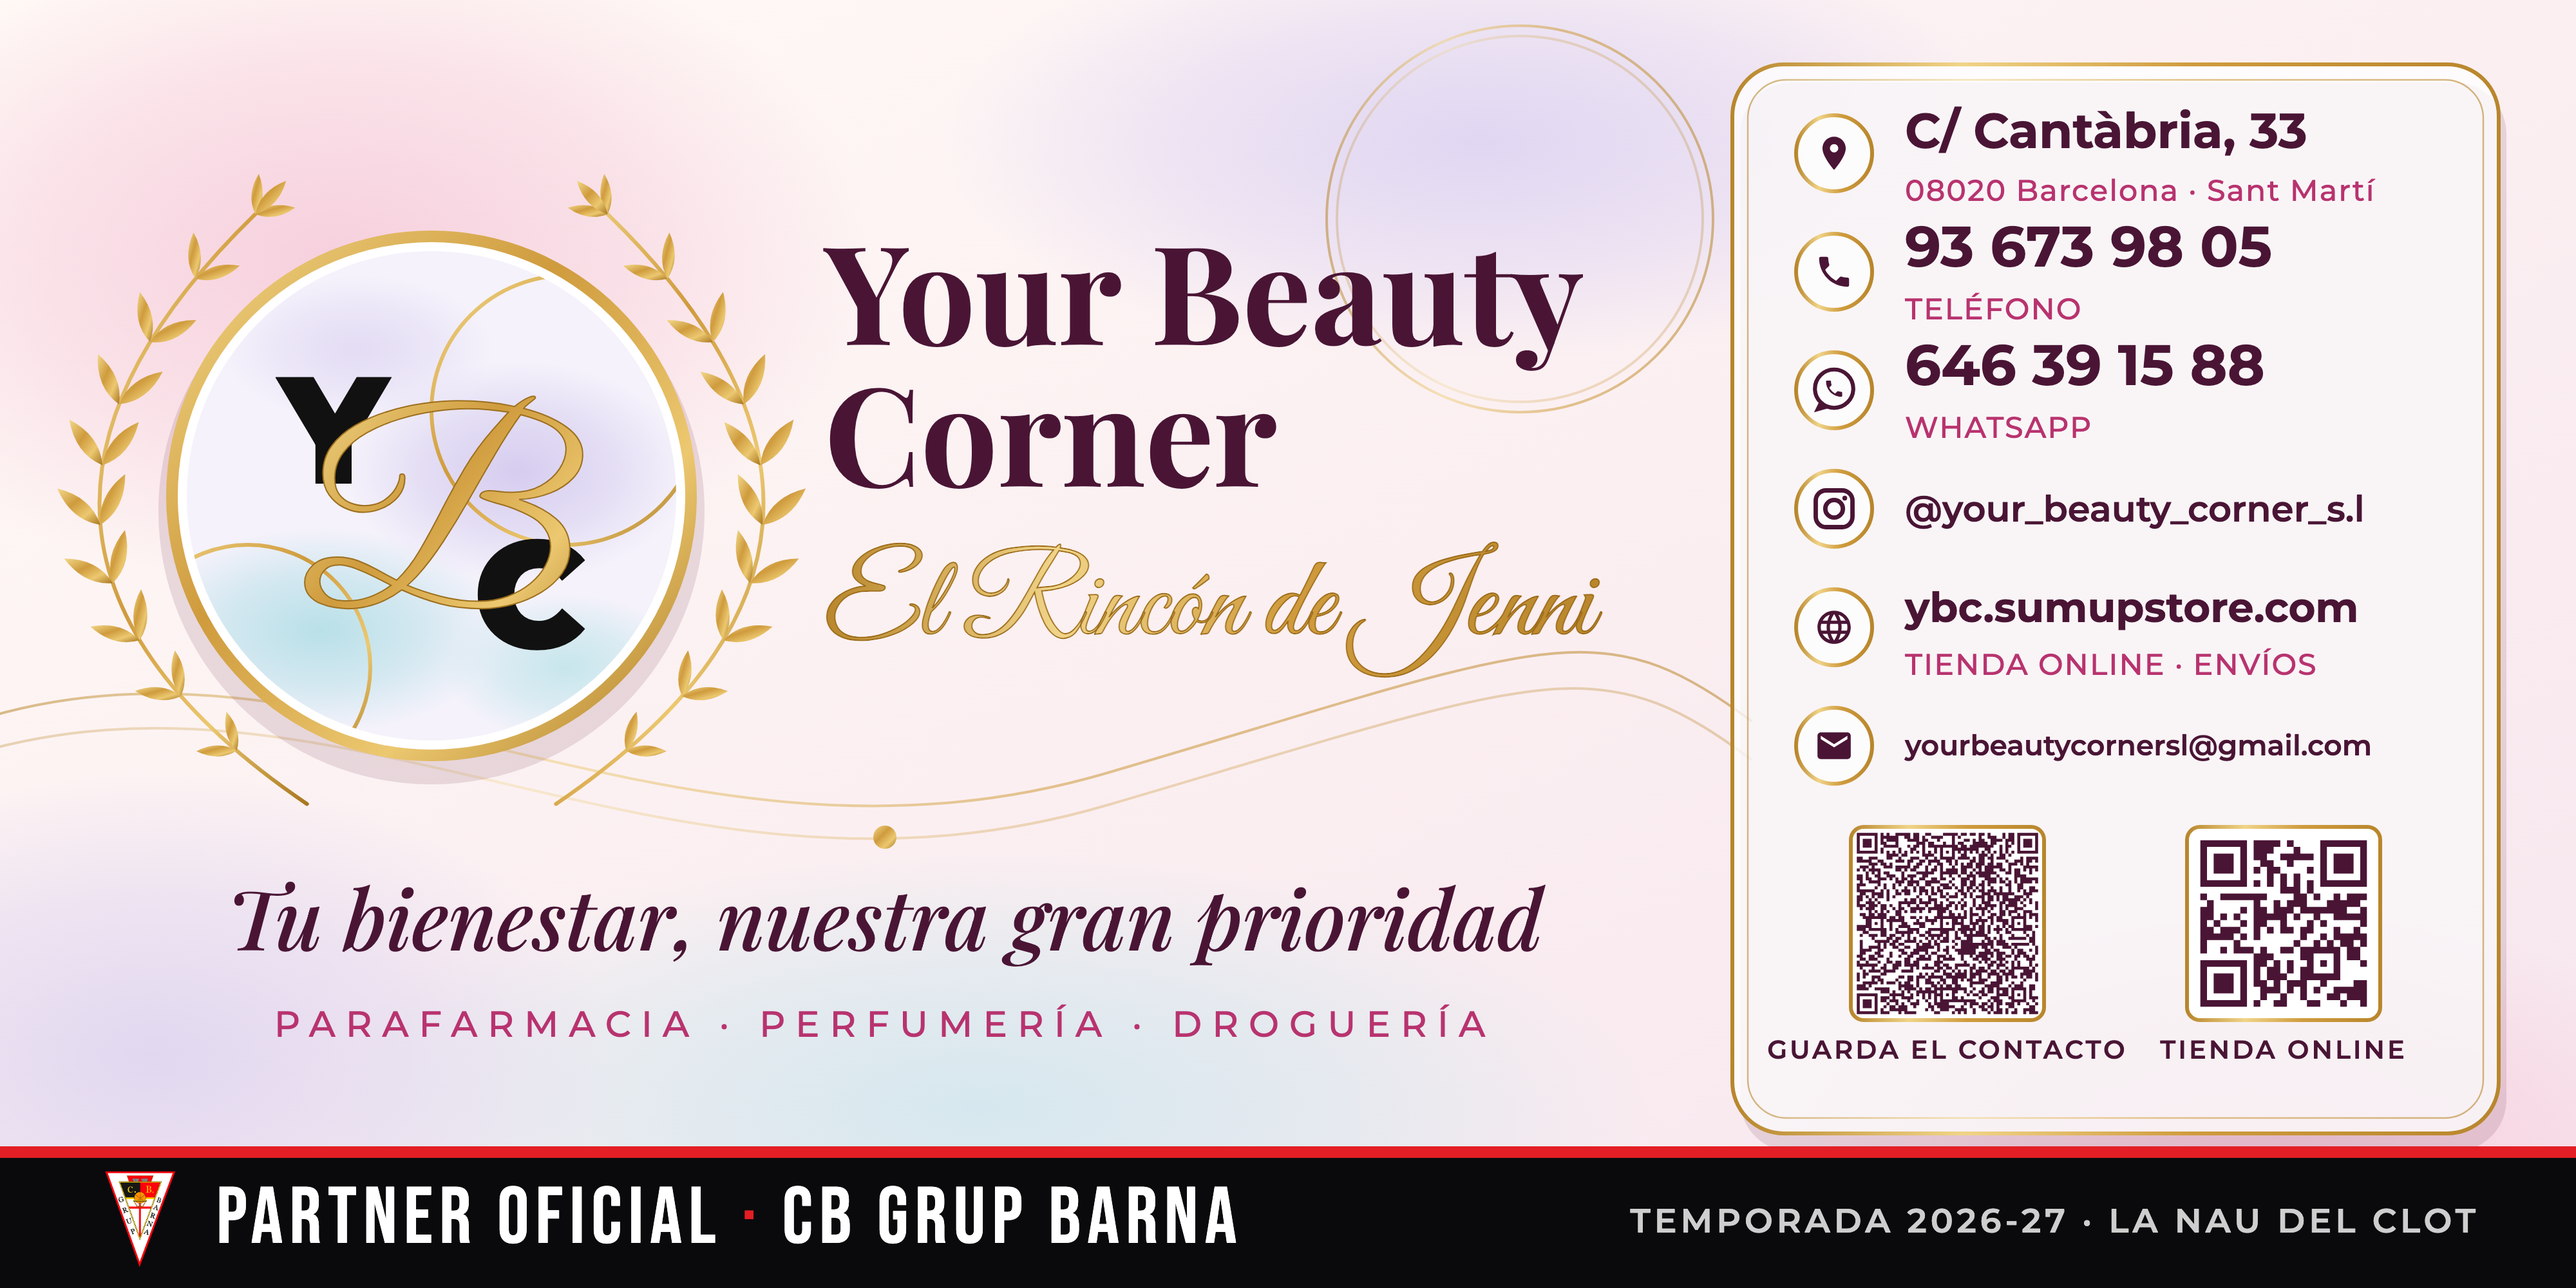 Y
B
C
Your Beauty
Corner
El Rincón de Jenni
Tu bienestar, nuestra gran prioridad
PARAFARMACIA · PERFUMERÍA · DROGUERÍA
C/ Cantàbria, 33
08020 Barcelona · Sant Martí
93 673 98 05
TELÉFONO
646 39 15 88
WHATSAPP
@your_beauty_corner_s.l
ybc.sumupstore.com
TIENDA ONLINE · ENVÍOS
yourbeautycornersl@gmail.com
GUARDA EL CONTACTO
TIENDA ONLINE
C. B.
GRUP BARNA
PARTNER OFICIAL · CB GRUP BARNA
TEMPORADA 2026-27 · LA NAU DEL CLOT